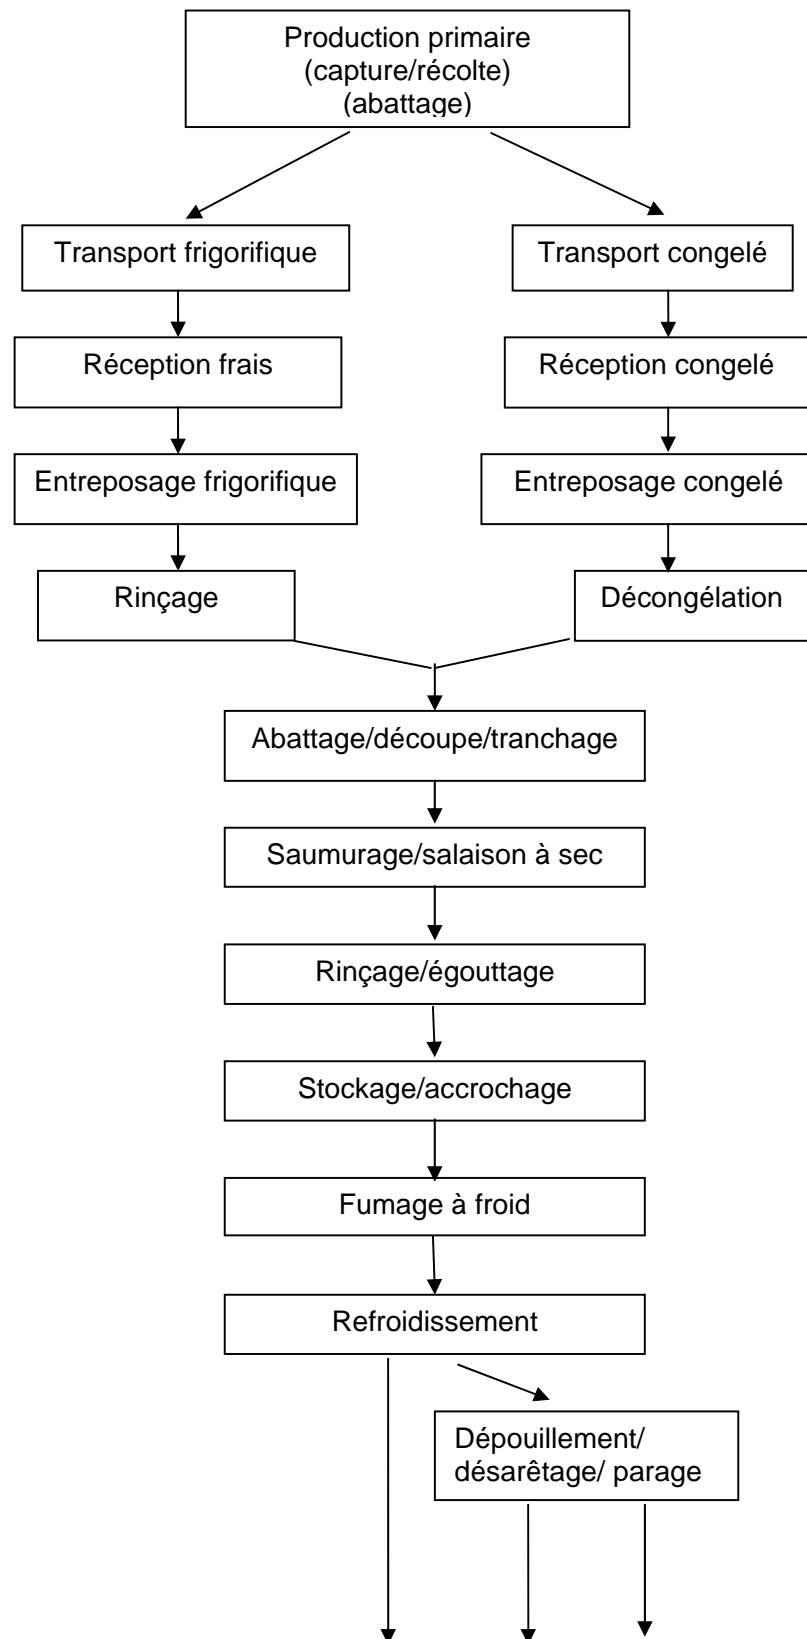 Production primaire
(capture/récolte)
(abattage)
Transport frigorifique
Transport congelé
Réception frais
Réception congelé
Entreposage frigorifique
Entreposage congelé
Rinçage
Décongélation
Abattage/découpe/tranchage
Saumurage/salaison à sec
Rinçage/égouttage
Stockage/accrochage
Fumage à froid
Refroidissement
Dépouillement/
désarêtage/ parage